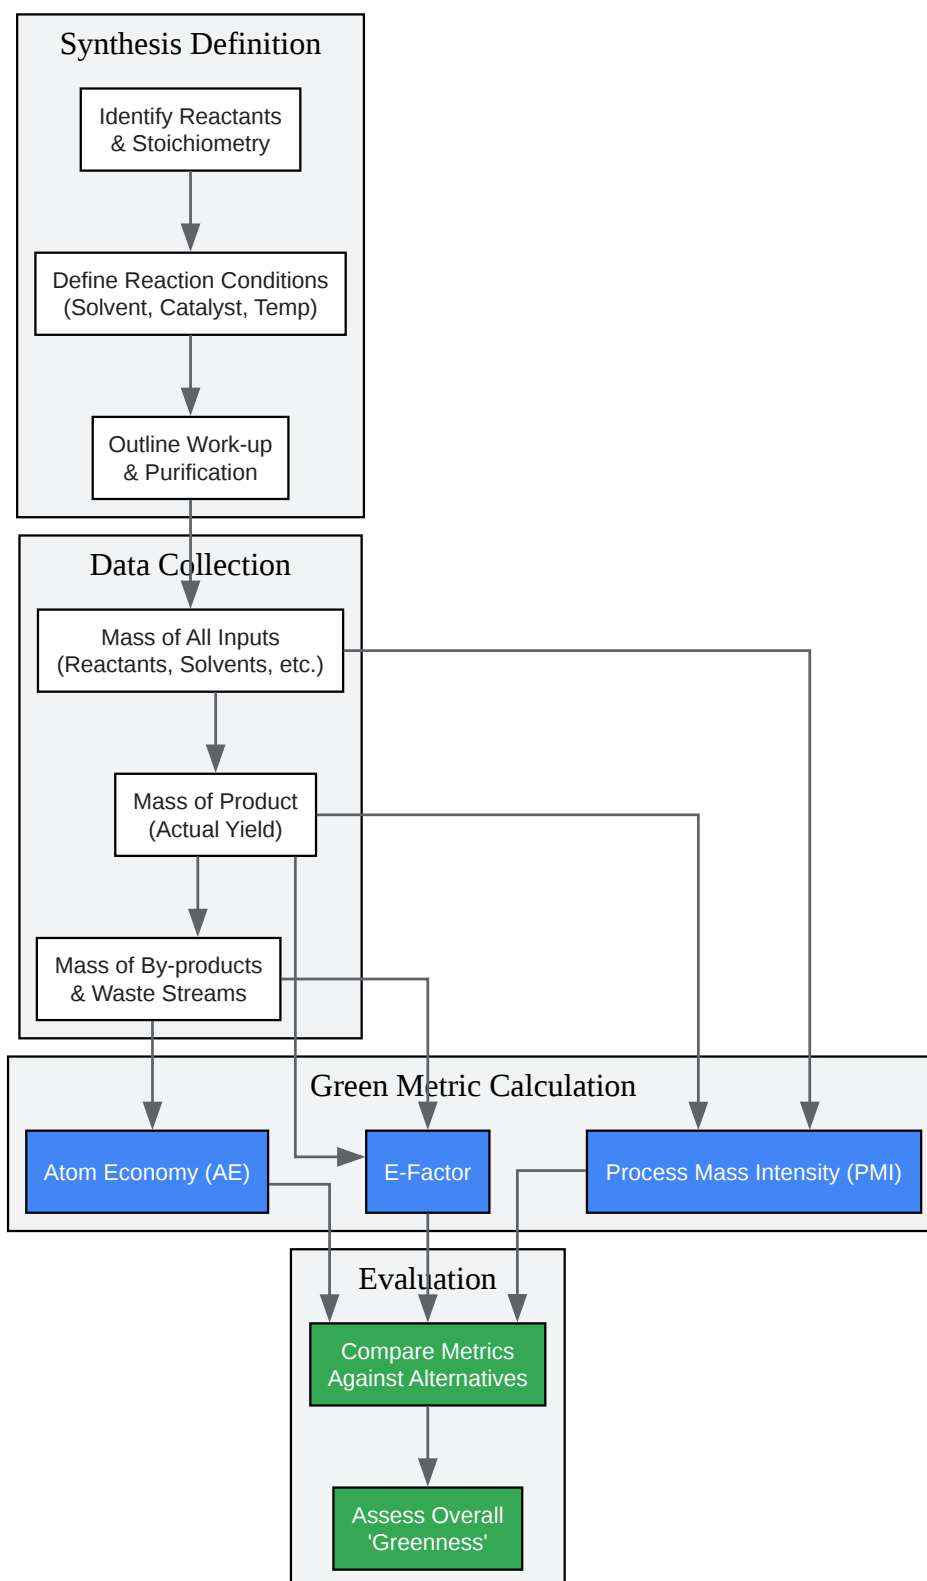 Synthesis Definition
Identify Reactants
& Stoichiometry
Define Reaction Conditions
(Solvent, Catalyst, Temp)
Outline Work-up
& Purification
Data Collection
Mass of All Inputs
(Reactants, Solvents, etc.)
Mass of Product
(Actual Yield)
Mass of By-products
& Waste Streams
Green Metric Calculation
Atom Economy (AE)
E-Factor
Process Mass Intensity (PMI)
Evaluation
Compare Metrics
Against Alternatives
Assess Overall
'Greenness'